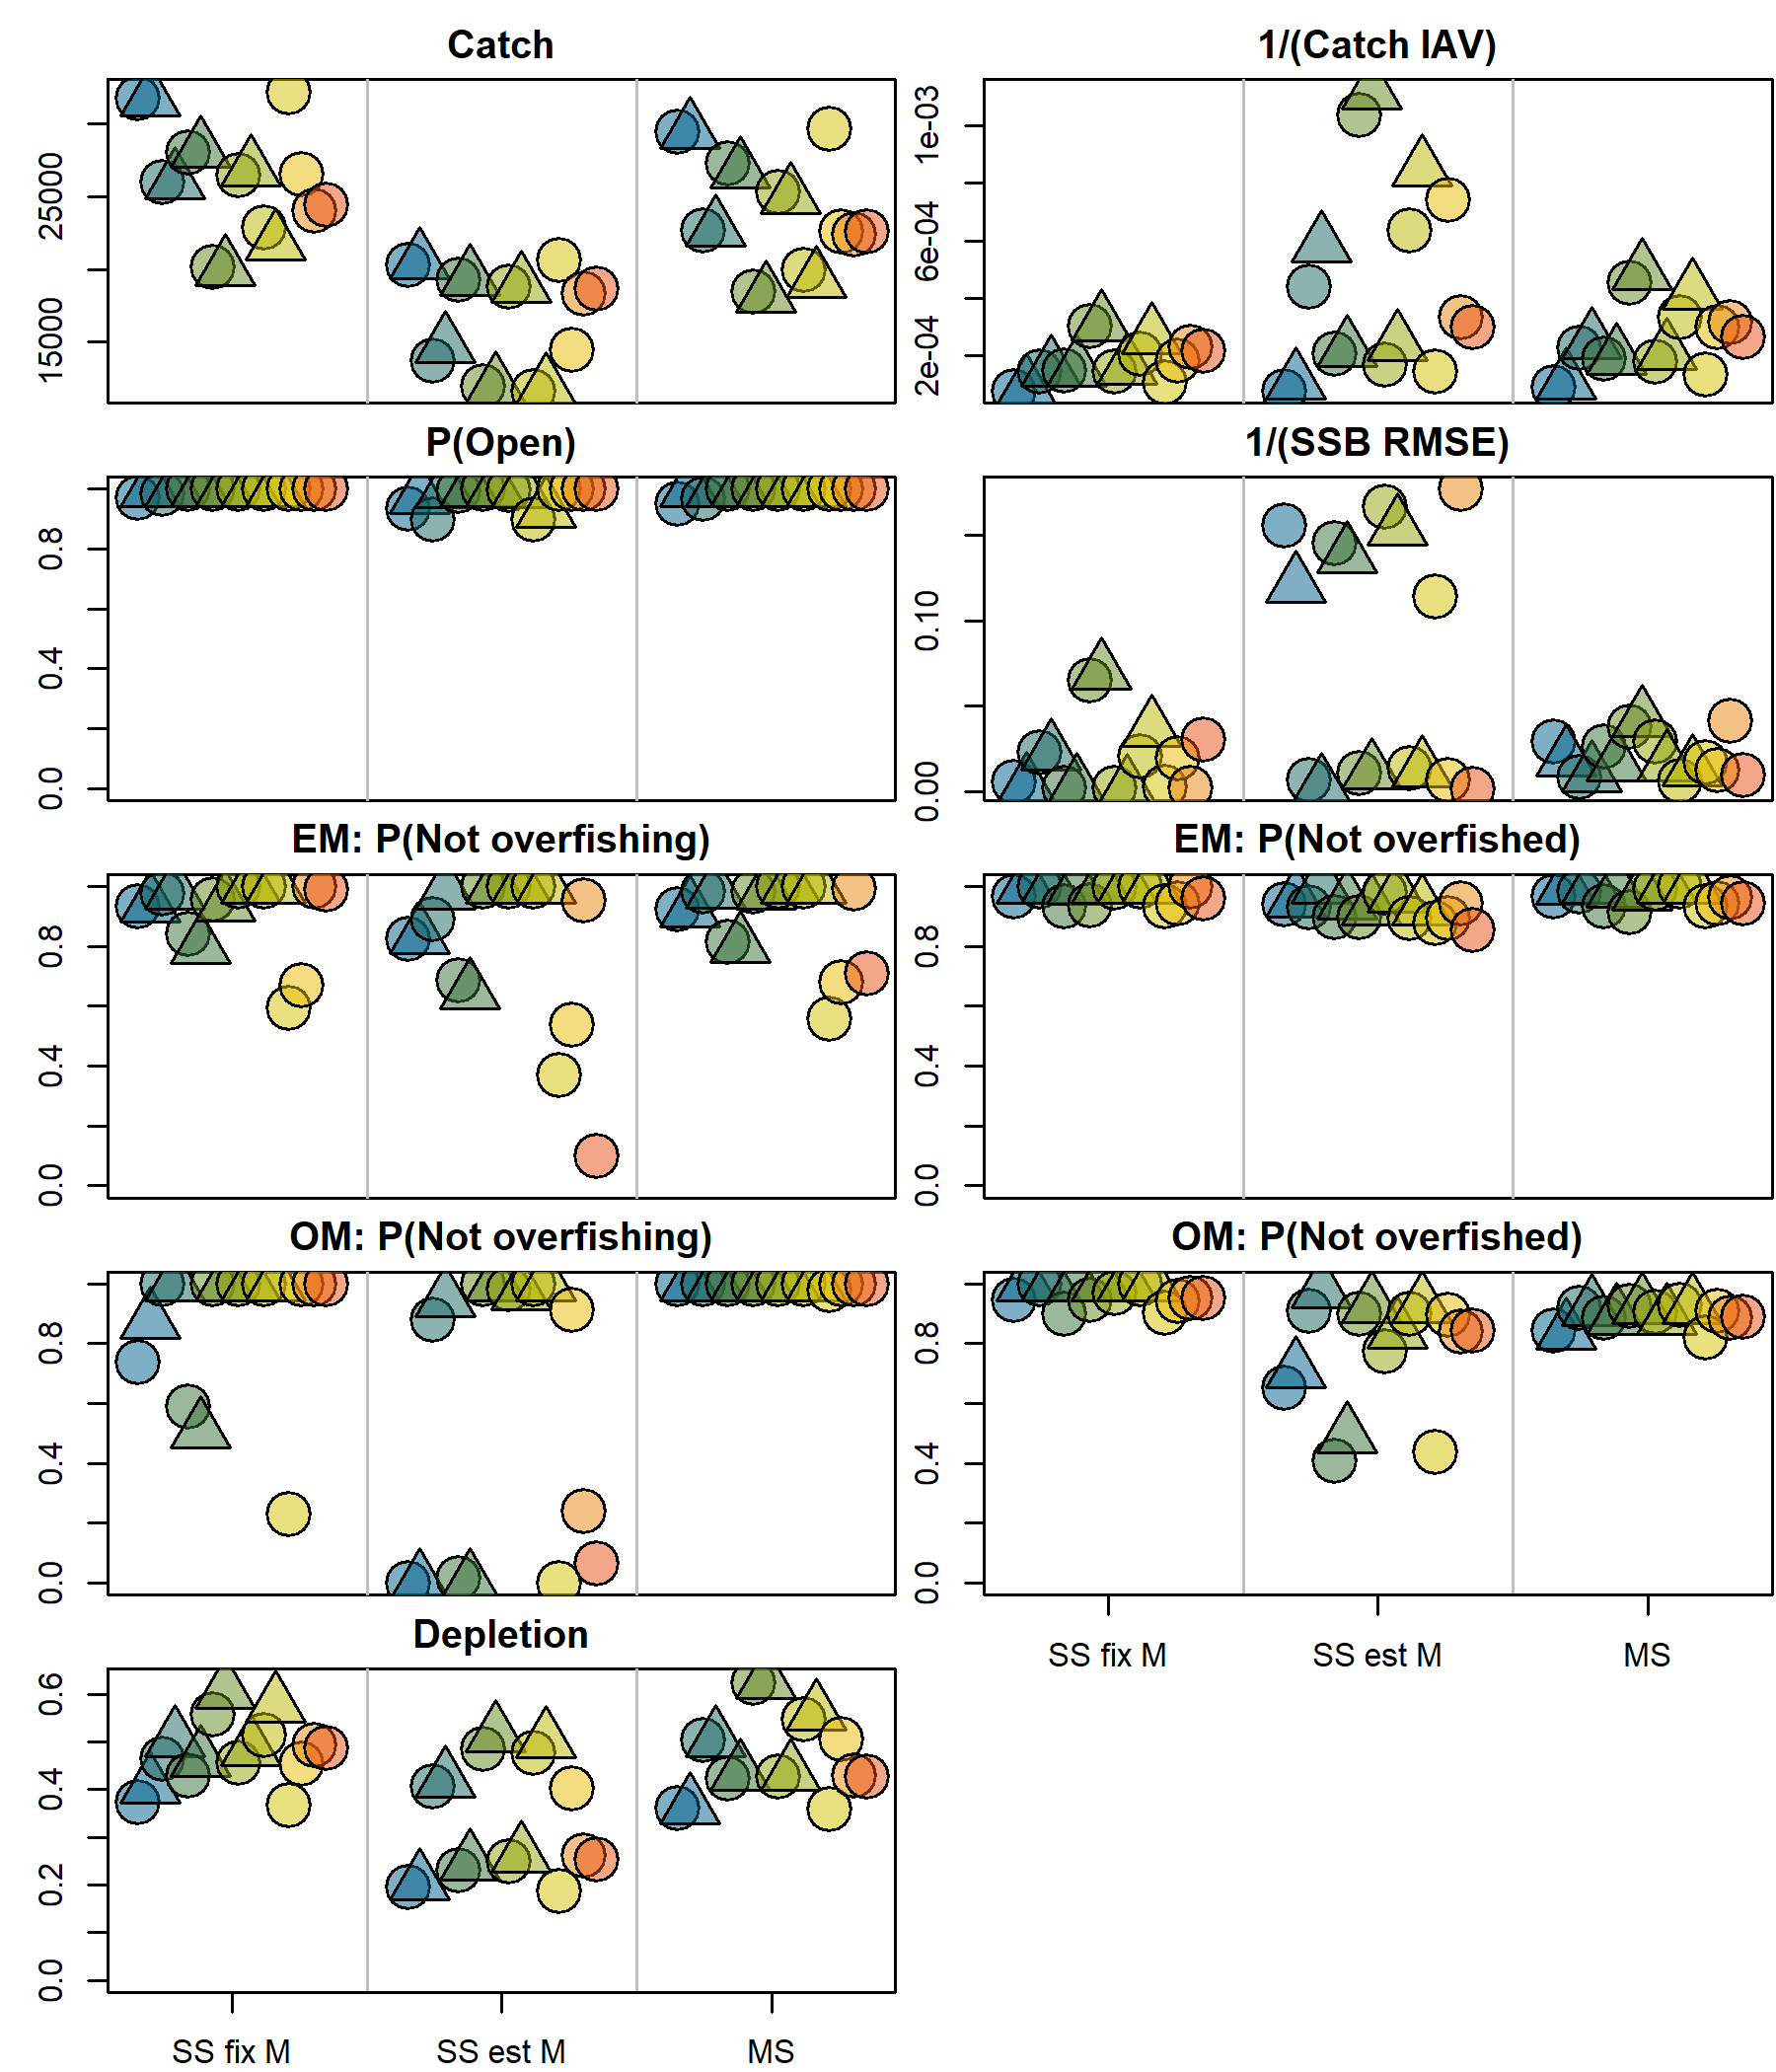 Catch
1/(Catch IAV)
15000 25000
2e-04 6e-04 1e-03
P(Open)
1/(SSB RMSE)
0.0 0.4 0.8
0.00 0.10
EM: P(Not overfishing)
EM: P(Not overfished)
0.0 0.4 0.8
0.0 0.4 0.8
OM: P(Not overfishing)
OM: P(Not overfished)
0.0 0.4 0.8
0.0 0.4 0.8
SS fix M SS est M MS
Depletion
0.0 0.2 0.4 0.6
SS fix M SS est M MS